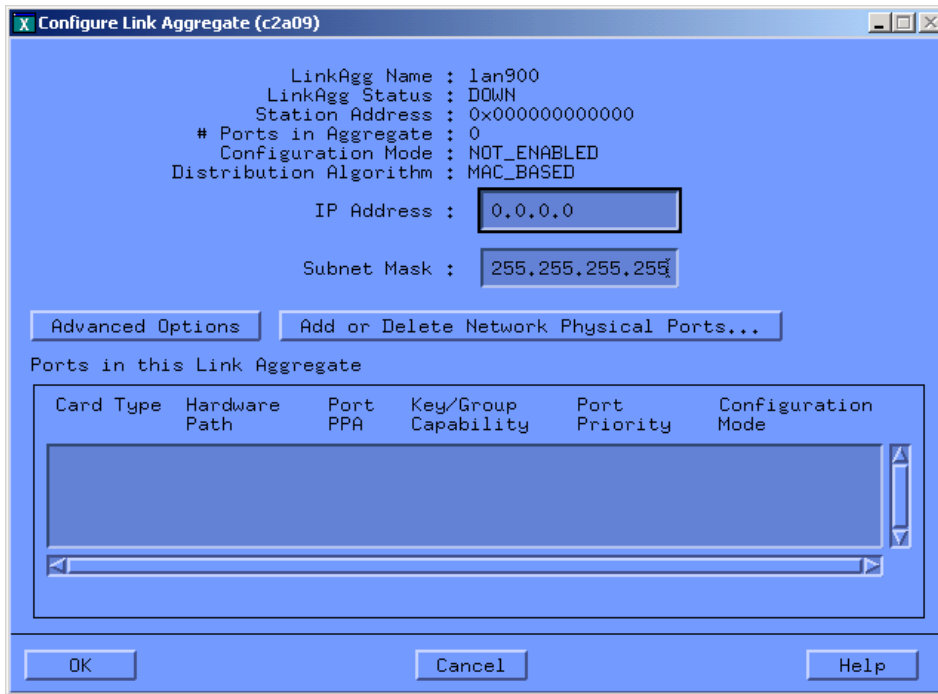 Configure Link Aggregate (c2a09)
LinkAgg Name : lan900
LinkAgg Status : DOWN
Station Address : 0x000000000000
# Ports in Aggregate : 0
Configuration Mode : NOT_ENABLED
Distribution Algorithm : MAC_BASED
IP Address : 0.0.0.0
Subnet Mask : 255.255.255.255
Advanced Options Add or Delete Network Physical Ports...
Ports in this Link Aggregate
Card Type Hardware Port Key/Group Port Configuration
Path PPA Capability Priority Mode
OK Cancel Help